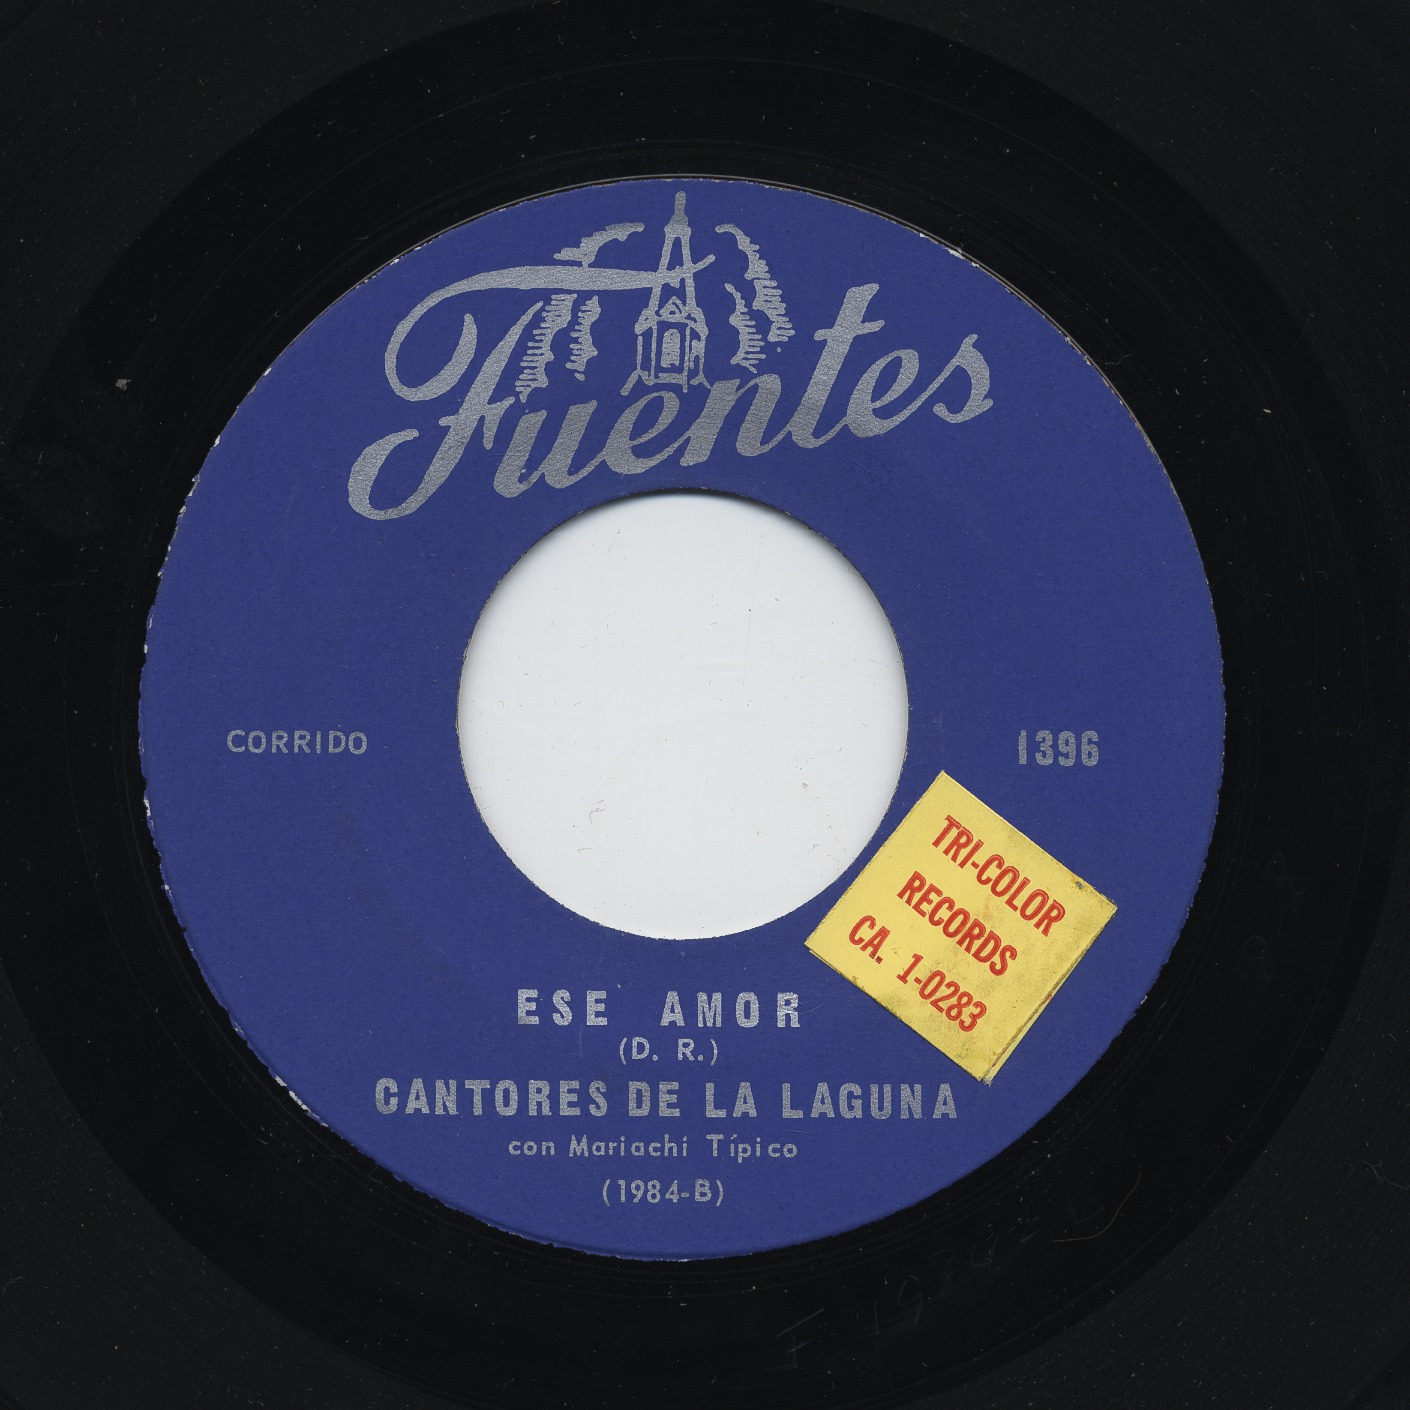 Fuentes
CORRIDO
1396
TRI-COLOR
RECORDS
CA. 1-0283
ESE AMOR
(D. R.)
CANTORES DE LA LAGUNA
con Mariachi Típico
(1984-B)